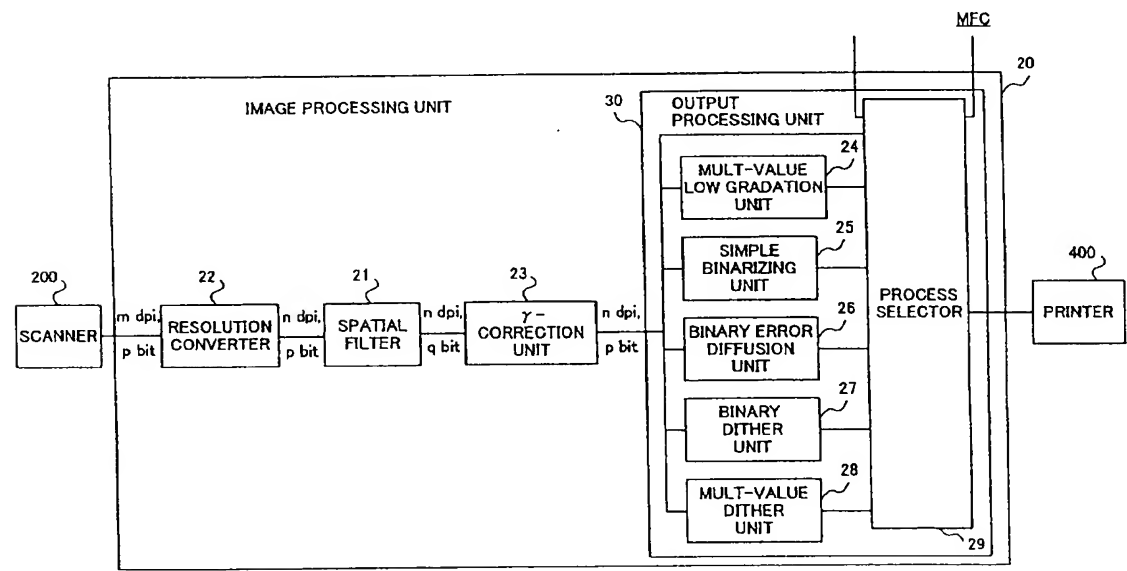 MFC
20
IMAGE PROCESSING UNIT
30
OUTPUT
PROCESSING UNIT
24
MULT-VALUE
LOW GRADATION
UNIT
25
SIMPLE
BINARIZING
UNIT
200
SCANNER
m dpi,
p bit
22
RESOLUTION
CONVERTER
n dpi,
p bit
21
SPATIAL
FILTER
n dpi,
q bit
23
γ-
CORRECTION
UNIT
n dpi,
p bit
26
BINARY ERROR
DIFFUSION
UNIT
27
BINARY
DITHER
UNIT
28
MULT-VALUE
DITHER
UNIT
PROCESS
SELECTOR
29
400
PRINTER